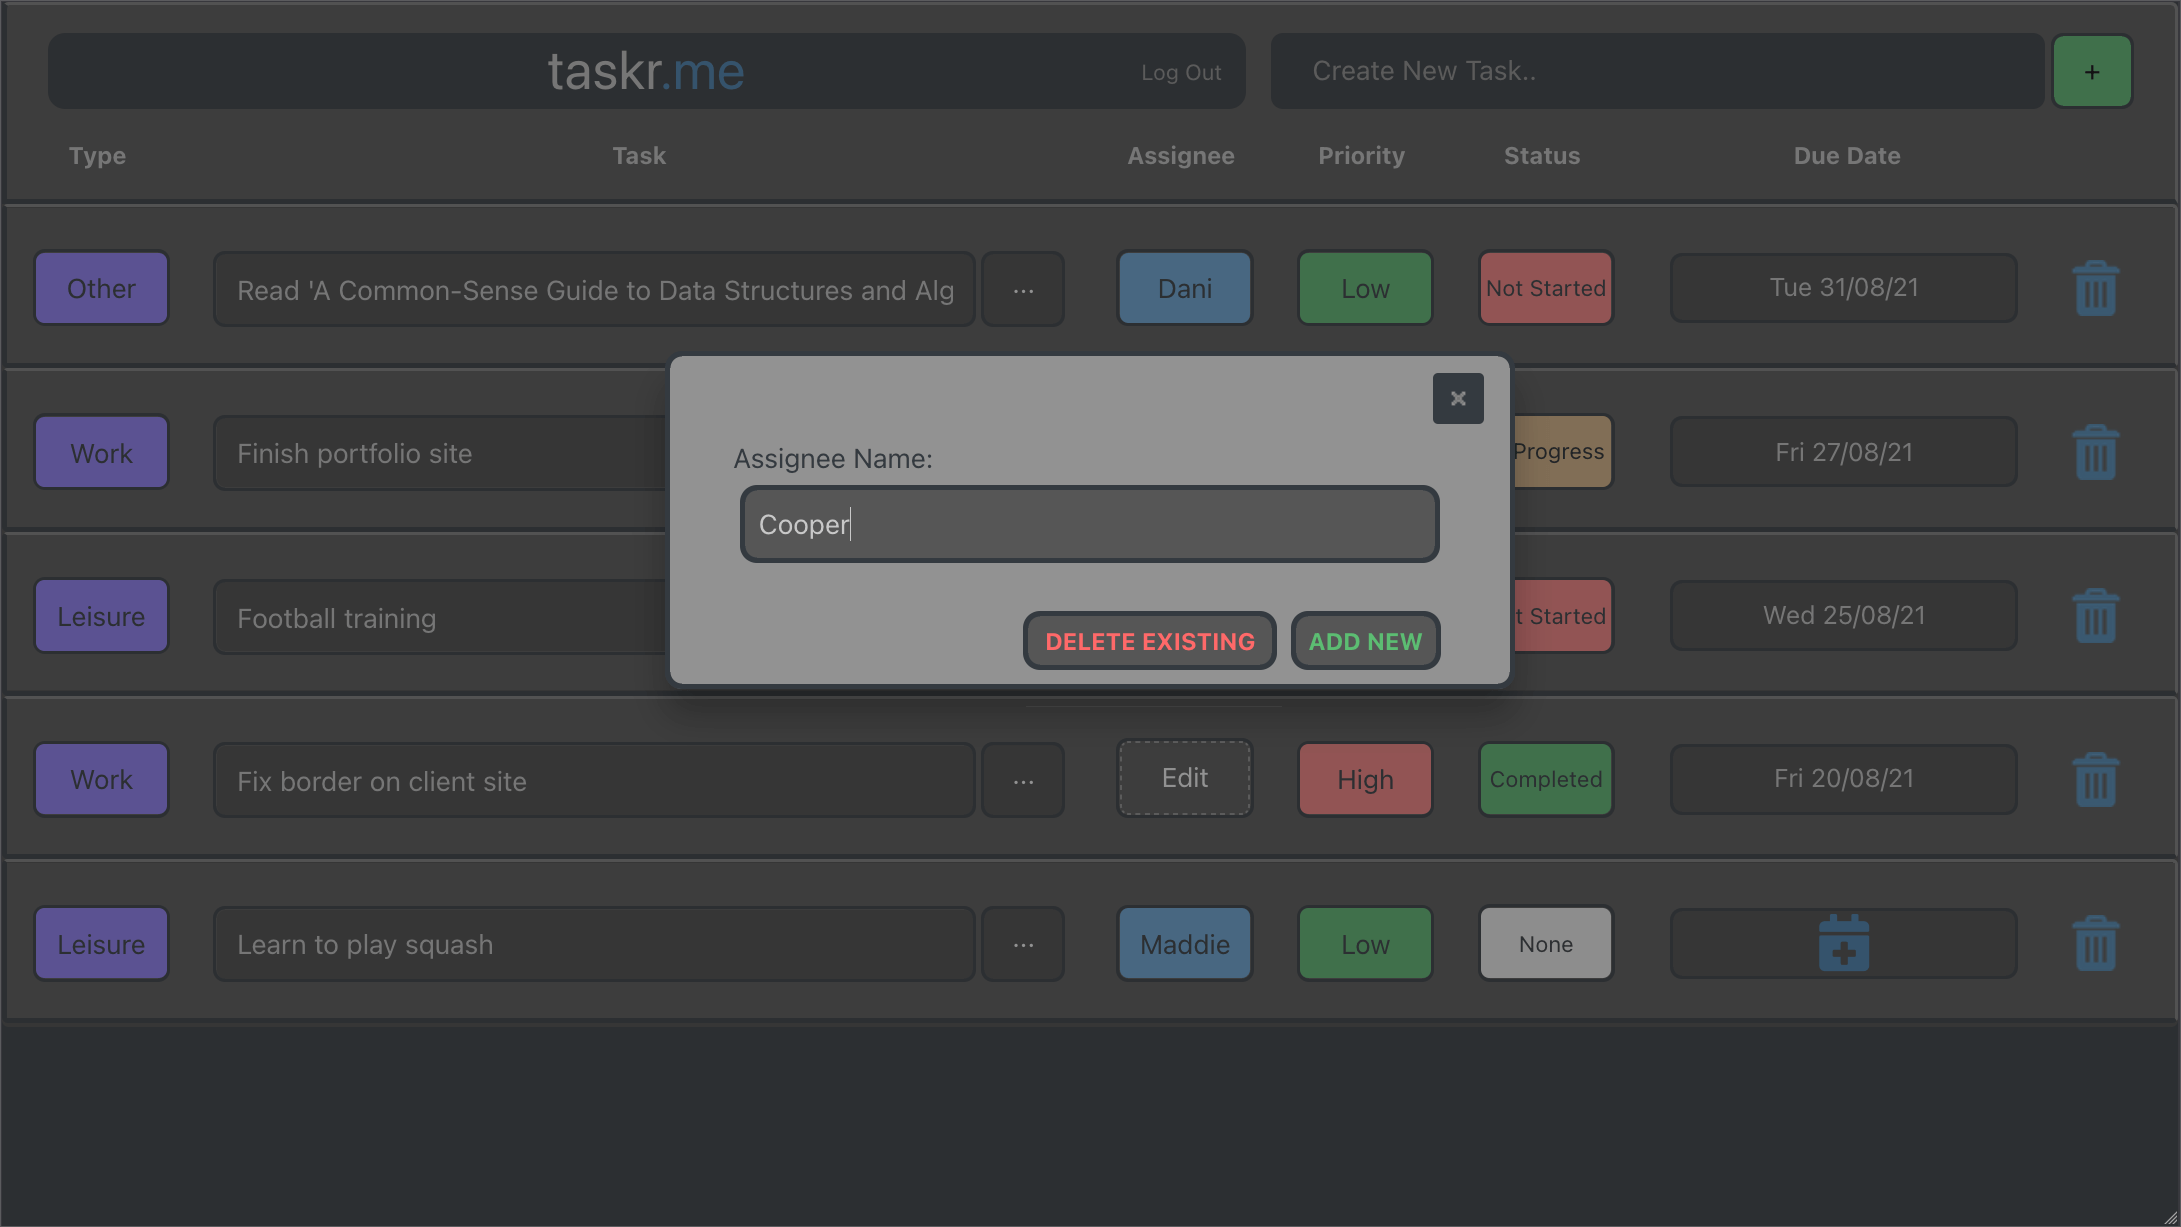 taskr.me
Log Out
Create New Task..
+
Type Task Assignee Priority Status Due Date
Other Read 'A Common-Sense Guide to Data Structures and Alg ... Dani Low Not Started Tue 31/08/21
Work Finish portfolio site Progress Fri 27/08/21
Leisure Football training t Started Wed 25/08/21
×
Assignee Name:
Cooper
DELETE EXISTING ADD NEW
Work Fix border on client site ... Edit High Completed Fri 20/08/21
Leisure Learn to play squash ... Maddie Low None